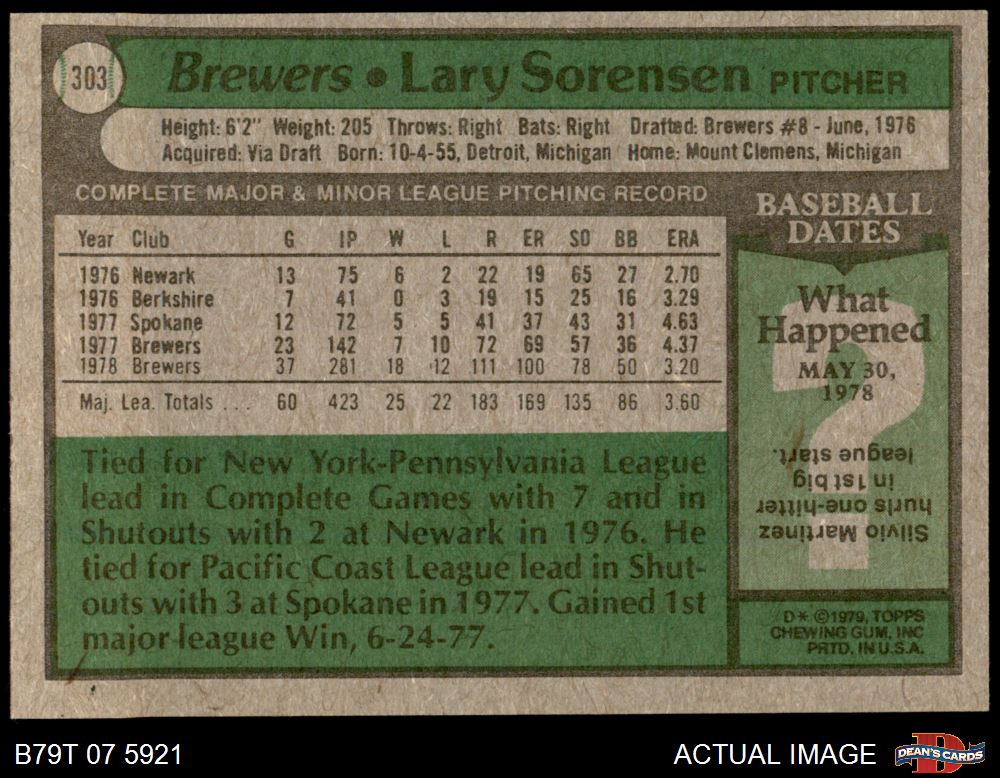 303 Brewers • Lary Sorensen PITCHER
Height: 6'2" Weight: 205 Throws: Right Bats: Right Drafted: Brewers #8 - June, 1976
Acquired: Via Draft Born: 10-4-55, Detroit, Michigan Home: Mount Clemens, Michigan
COMPLETE MAJOR & MINOR LEAGUE PITCHING RECORD
Year Club G IP W L R ER SO BB ERA
1976 Newark 13 75 6 2 22 19 65 27 2.70
1976 Berkshire 7 41 0 3 19 15 25 16 3.29
1977 Spokane 12 72 5 5 41 37 43 31 4.63
1977 Brewers 23 142 7 10 72 69 57 36 4.37
1978 Brewers 37 281 18 12 111 100 78 50 3.20
Maj. Lea. Totals . . . 60 423 25 22 183 169 135 86 3.60
Tied for New York-Pennsylvania League
lead in Complete Games with 7 and in
Shutouts with 2 at Newark in 1976. He
tied for Pacific Coast League lead in Shut-
outs with 3 at Spokane in 1977. Gained 1st
major league Win, 6-24-77.
BASEBALL
DATES
What
Happened
MAY 30,
1978
?
Silvio Martinez
hurls one-hitter
in 1st big
league start.
D* ©1979, TOPPS
CHEWING GUM, INC
PRTD. IN U.S.A.
B79T 07 5921
ACTUAL IMAGE
D
DEAN'S CARDS